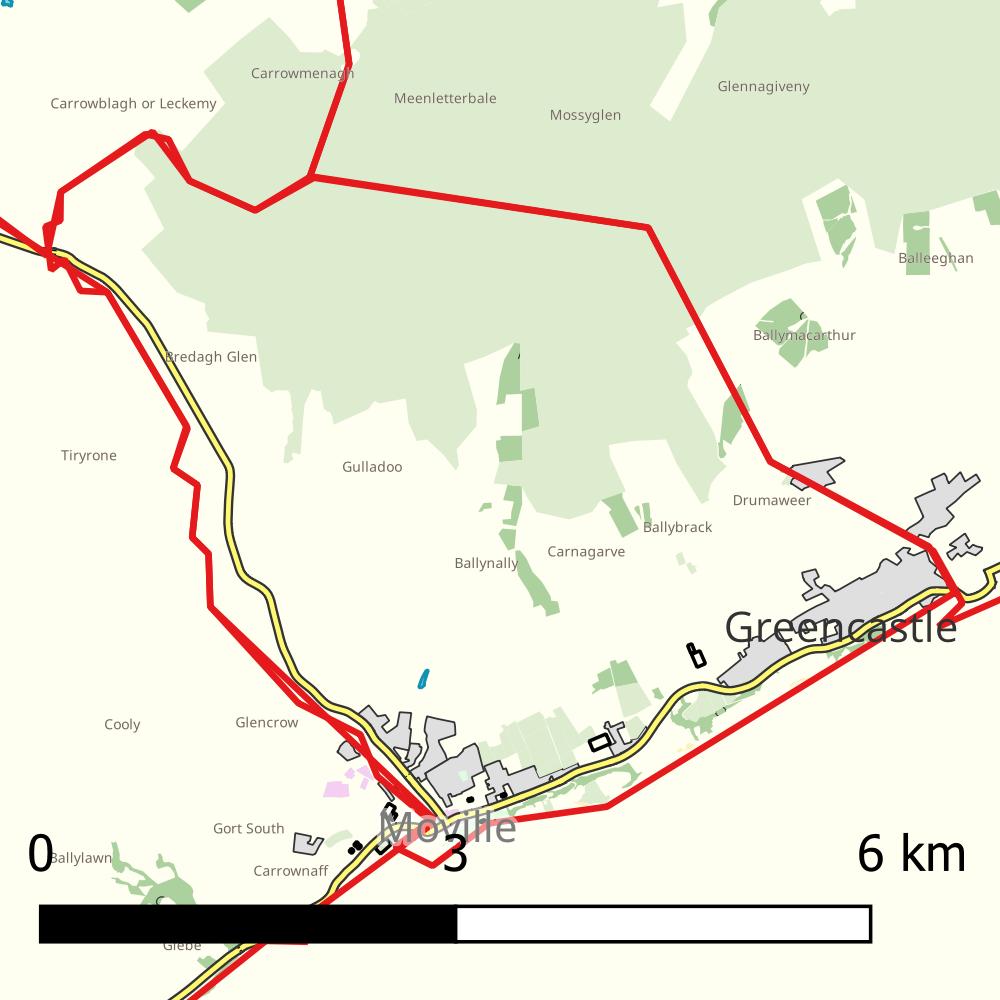 Carrowmenagh
Glennagiveny
Meenletterbale
Carrowblagh or Leckemy
Mossyglen
Balleeghan
Ballymacarthur
Bredagh Glen
Tiryrone
Gulladoo
Drumaweer
Ballybrack
Carnagarve
Ballynally
Greencastle
Cooly
Glencrow
Gort South
Moville
Ballylawn
Carrownaff
0 3 6 km
Glebe